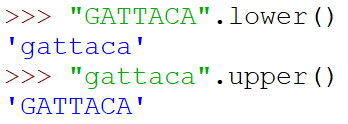 >>> "GATTACA".lower()
'gattaca'
>>> "gattaca".upper()
'GATTACA'